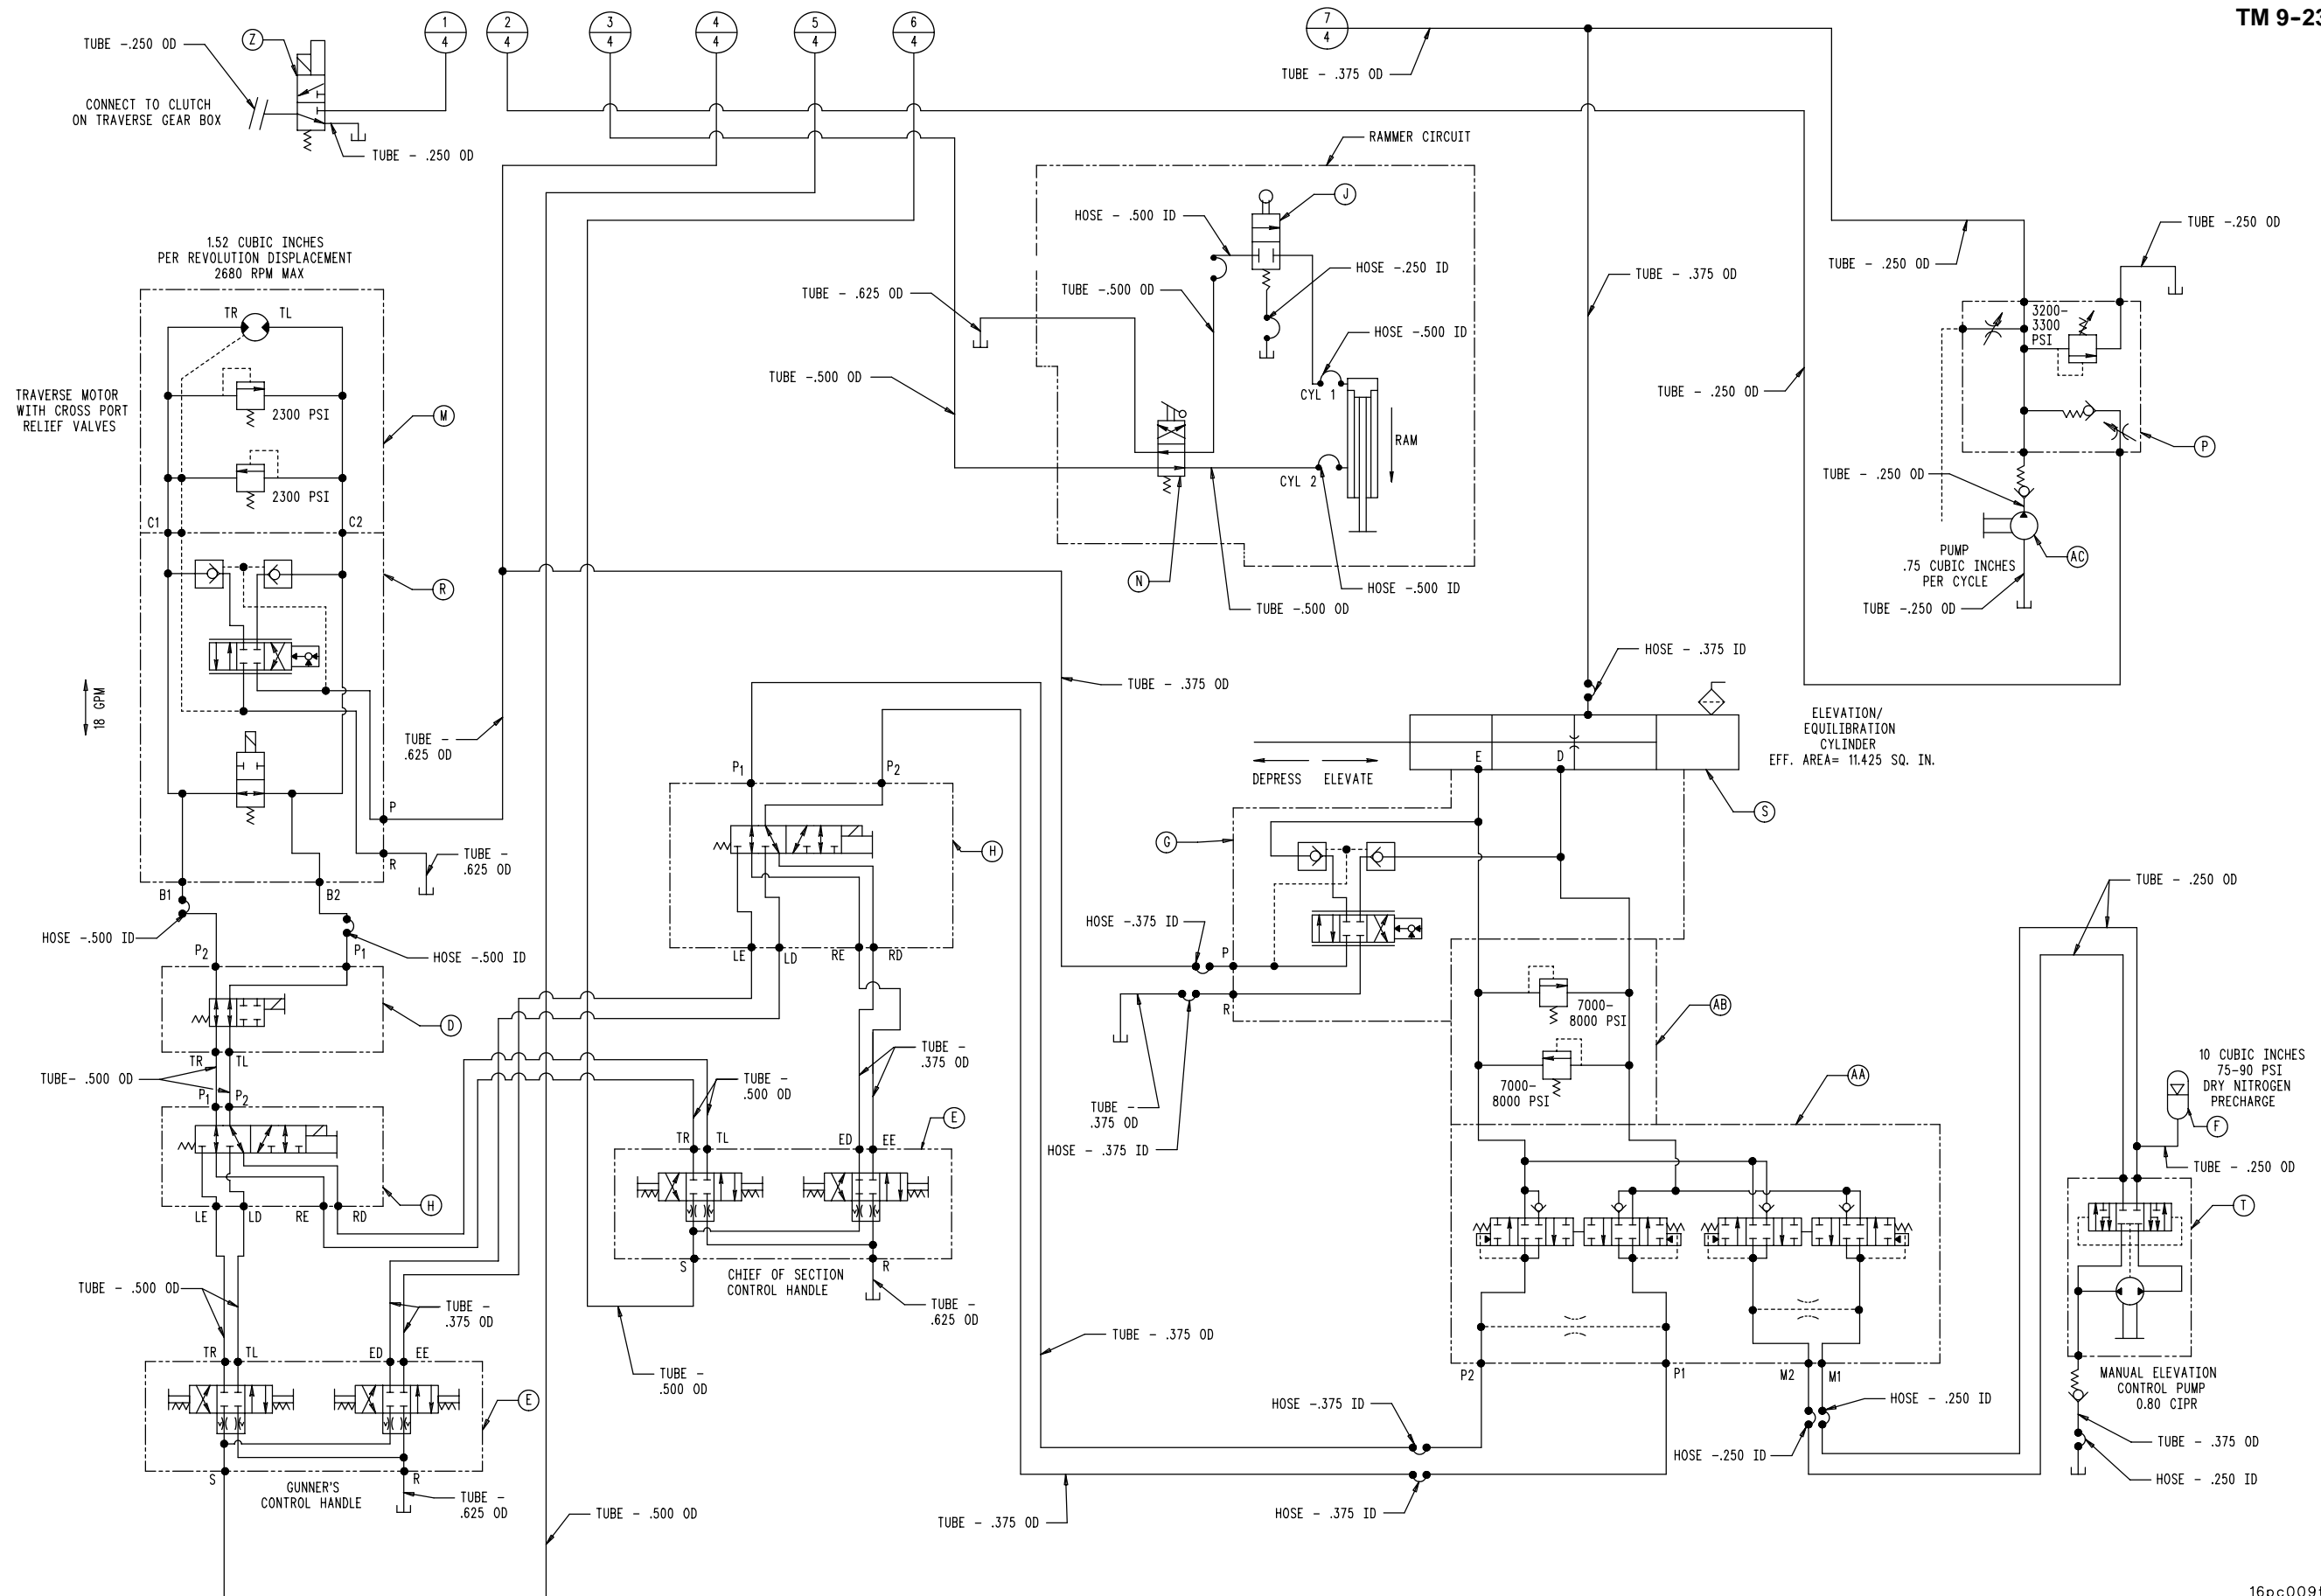 TM 9-23
1
4
2
4
3
4
4
4
5
4
6
4
7
4
TUBE -.250 OD
Z
CONNECT TO CLUTCH
ON TRAVERSE GEAR BOX
TUBE - .250 OD
TUBE - .375 OD
RAMMER CIRCUIT
J
HOSE - .500 ID
HOSE -.250 ID
TUBE -.500 OD
TUBE - .625 OD
HOSE -.500 ID
TUBE -.500 OD
CYL 1
RAM
CYL 2
N
HOSE -.500 ID
TUBE -.500 OD
TUBE - .375 OD
TUBE -.250 OD
TUBE - .250 OD
3200-
3300
PSI
TUBE - .250 OD
P
TUBE - .250 OD
PUMP
.75 CUBIC INCHES
PER CYCLE
AC
TUBE -.250 OD
1.52 CUBIC INCHES
PER REVOLUTION DISPLACEMENT
2680 RPM MAX
TR
TL
TRAVERSE MOTOR
WITH CROSS PORT
RELIEF VALVES
2300 PSI
M
2300 PSI
C1
C2
R
18 GPM
TUBE -
.625 OD
P
R
TUBE -
.625 OD
B1
B2
HOSE -.500 ID
HOSE -.500 ID
P2
P1
D
TR
TL
TUBE- .500 OD
P1
P2
H
LE
LD
RE
RD
TUBE - .500 OD
TUBE -
.375 OD
TR
TL
ED
EE
E
S
R
GUNNER'S
CONTROL HANDLE
TUBE -
.625 OD
TUBE - .375 OD
P1
P2
H
LE
LD
RE
RD
TUBE -
.375 OD
TUBE -
.500 OD
E
TR
TL
ED
EE
S
R
CHIEF OF SECTION
CONTROL HANDLE
TUBE -
.625 OD
TUBE -
.500 OD
TUBE - .500 OD
HOSE - .375 ID
ELEVATION/
EQUILIBRATION
CYLINDER
EFF. AREA= 11.425 SQ. IN.
E
D
DEPRESS
ELEVATE
S
G
HOSE -.375 ID
P
R
TUBE -
.375 OD
HOSE - .375 ID
7000-
8000 PSI
AB
7000-
8000 PSI
AA
TUBE - .375 OD
P2
P1
M2
M1
HOSE -.375 ID
HOSE - .250 ID
HOSE -.250 ID
TUBE - .375 OD
HOSE - .375 ID
TUBE - .250 OD
10 CUBIC INCHES
75-90 PSI
DRY NITROGEN
PRECHARGE
F
TUBE - .250 OD
T
MANUAL ELEVATION
CONTROL PUMP
0.80 CIPR
TUBE - .375 OD
HOSE - .250 ID